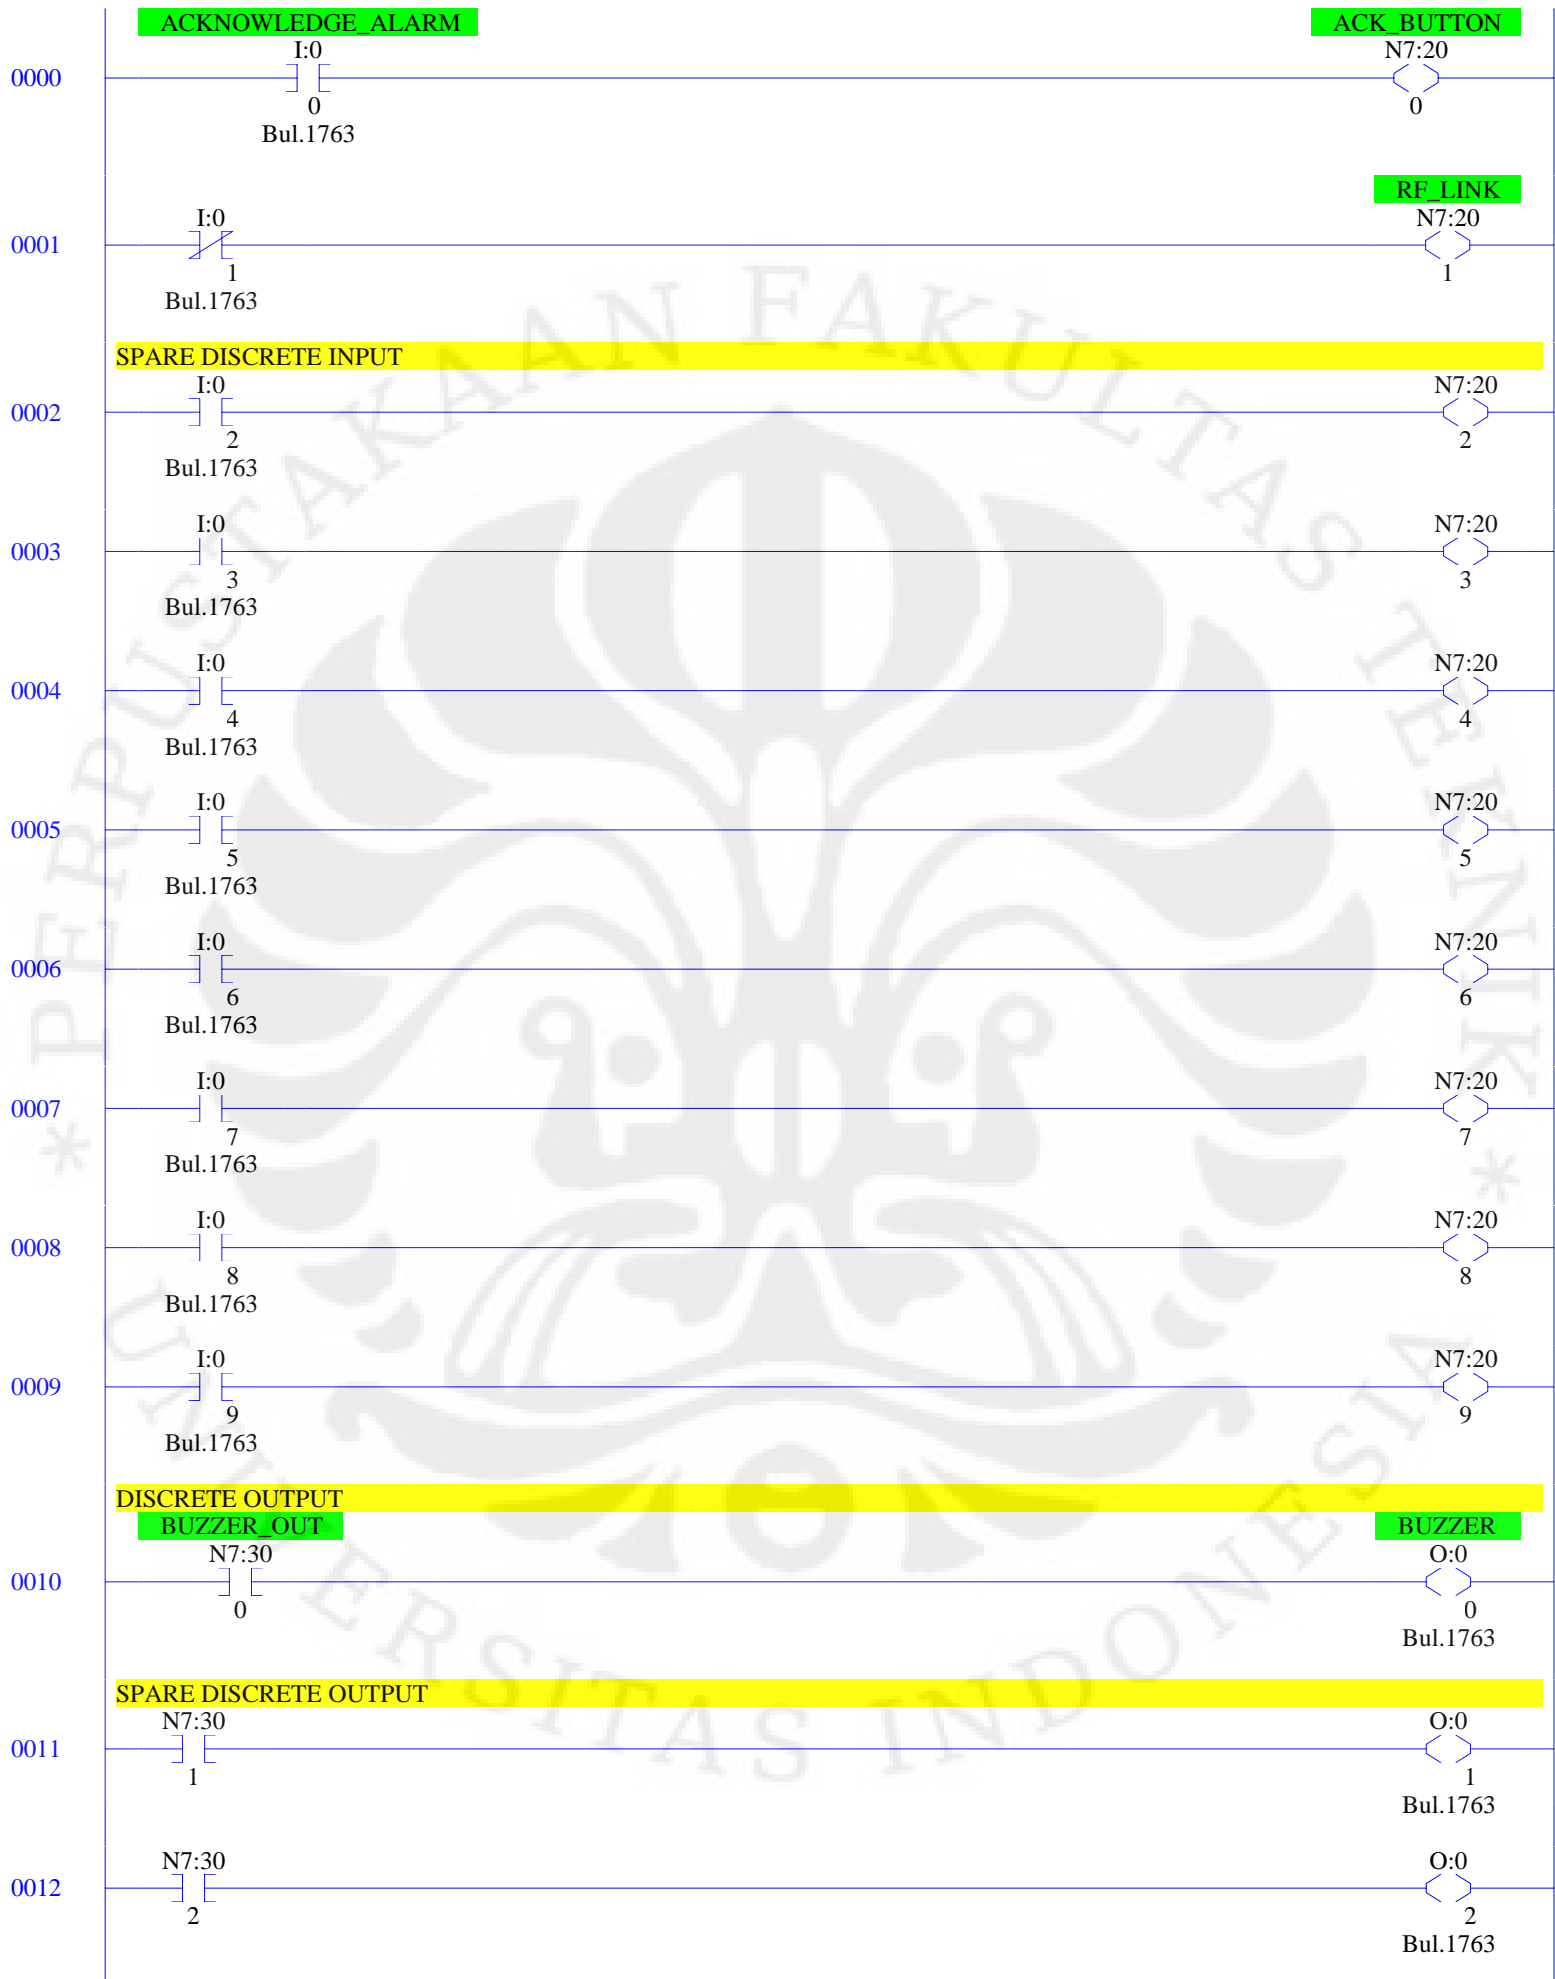 ACKNOWLEDGE_ALARM ACK_BUTTON
I:0 N7:20
0000
0 0
Bul.1763
RF_LINK
I:0 N7:20
0001
1 1
Bul.1763
SPARE DISCRETE INPUT
I:0 N7:20
0002
2 2
Bul.1763
I:0 N7:20
0003
3 3
Bul.1763
I:0 N7:20
0004
4 4
Bul.1763
I:0 N7:20
0005
5 5
Bul.1763
I:0 N7:20
0006
6 6
Bul.1763
I:0 N7:20
0007
7 7
Bul.1763
I:0 N7:20
0008
8 8
Bul.1763
I:0 N7:20
0009
9 9
Bul.1763
DISCRETE OUTPUT
BUZZER_OUT BUZZER
N7:30 O:0
0010
0 0
Bul.1763
SPARE DISCRETE OUTPUT
N7:30 O:0
0011
1 1
Bul.1763
N7:30 O:0
0012
2 2
Bul.1763
* PERPUSTAKAAN FAKULTAS TEKNIK *
UNIVERSITAS INDONESIA